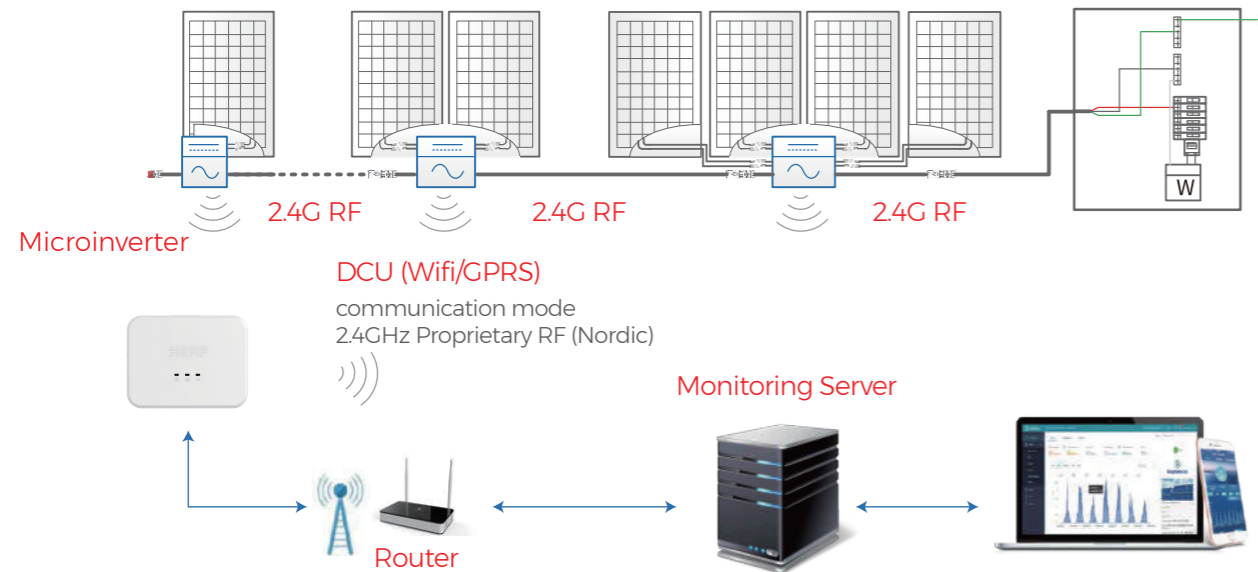 W
2.4G RF
2.4G RF
2.4G RF
Microinverter
DCU (Wifi/GPRS)
communication mode
2.4GHz Proprietary RF (Nordic)
HERF
Monitoring Server
Router